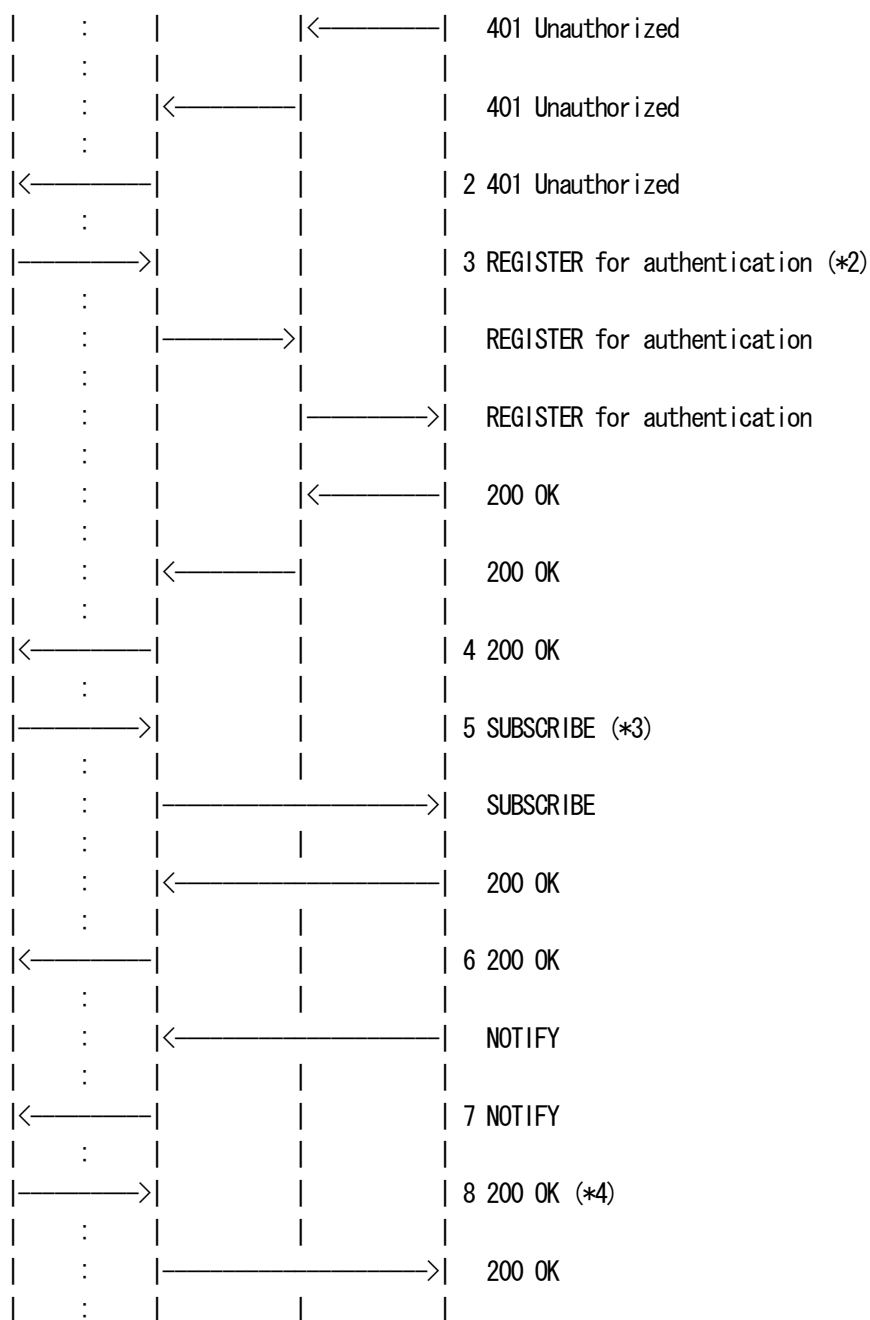 401 Unauthorized
401 Unauthorized
2 401 Unauthorized
3 REGISTER for authentication (*2)
REGISTER for authentication
REGISTER for authentication
200 OK
200 OK
4 200 OK
5 SUBSCRIBE (*3)
SUBSCRIBE
200 OK
6 200 OK
NOTIFY
7 NOTIFY
8 200 OK (*4)
200 OK